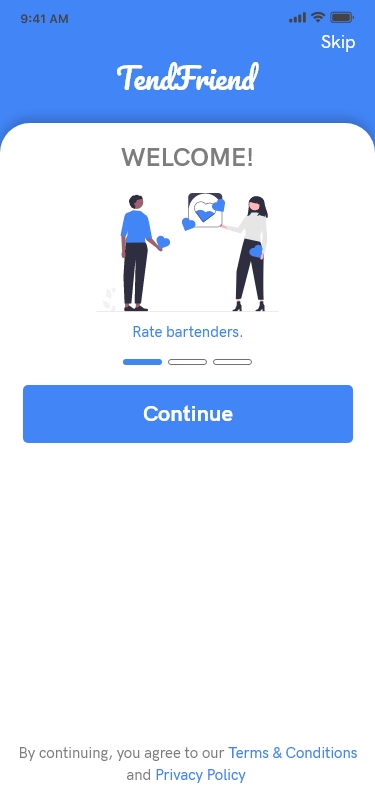 9:41 AM
Skip
TendFriend
WELCOME!
Rate bartenders.
Continue
By continuing, you agree to our Terms & Conditions
and Privacy Policy